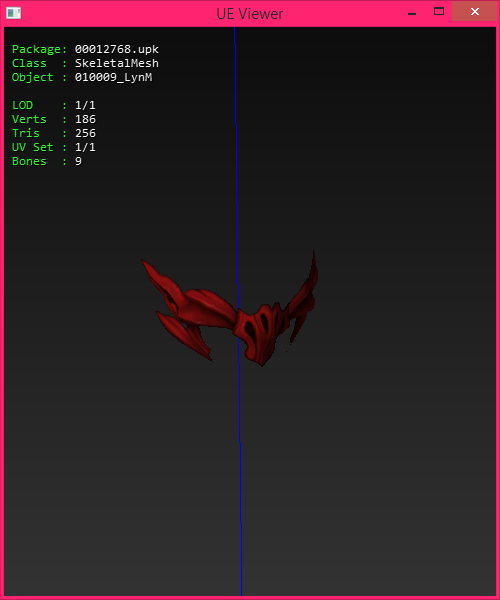 UE Viewer
Package: 00012768.upk
Class  : SkeletalMesh
Object : 010009_LynM
LOD    : 1/1
Verts  : 186
Tris   : 256
UV Set : 1/1
Bones  : 9